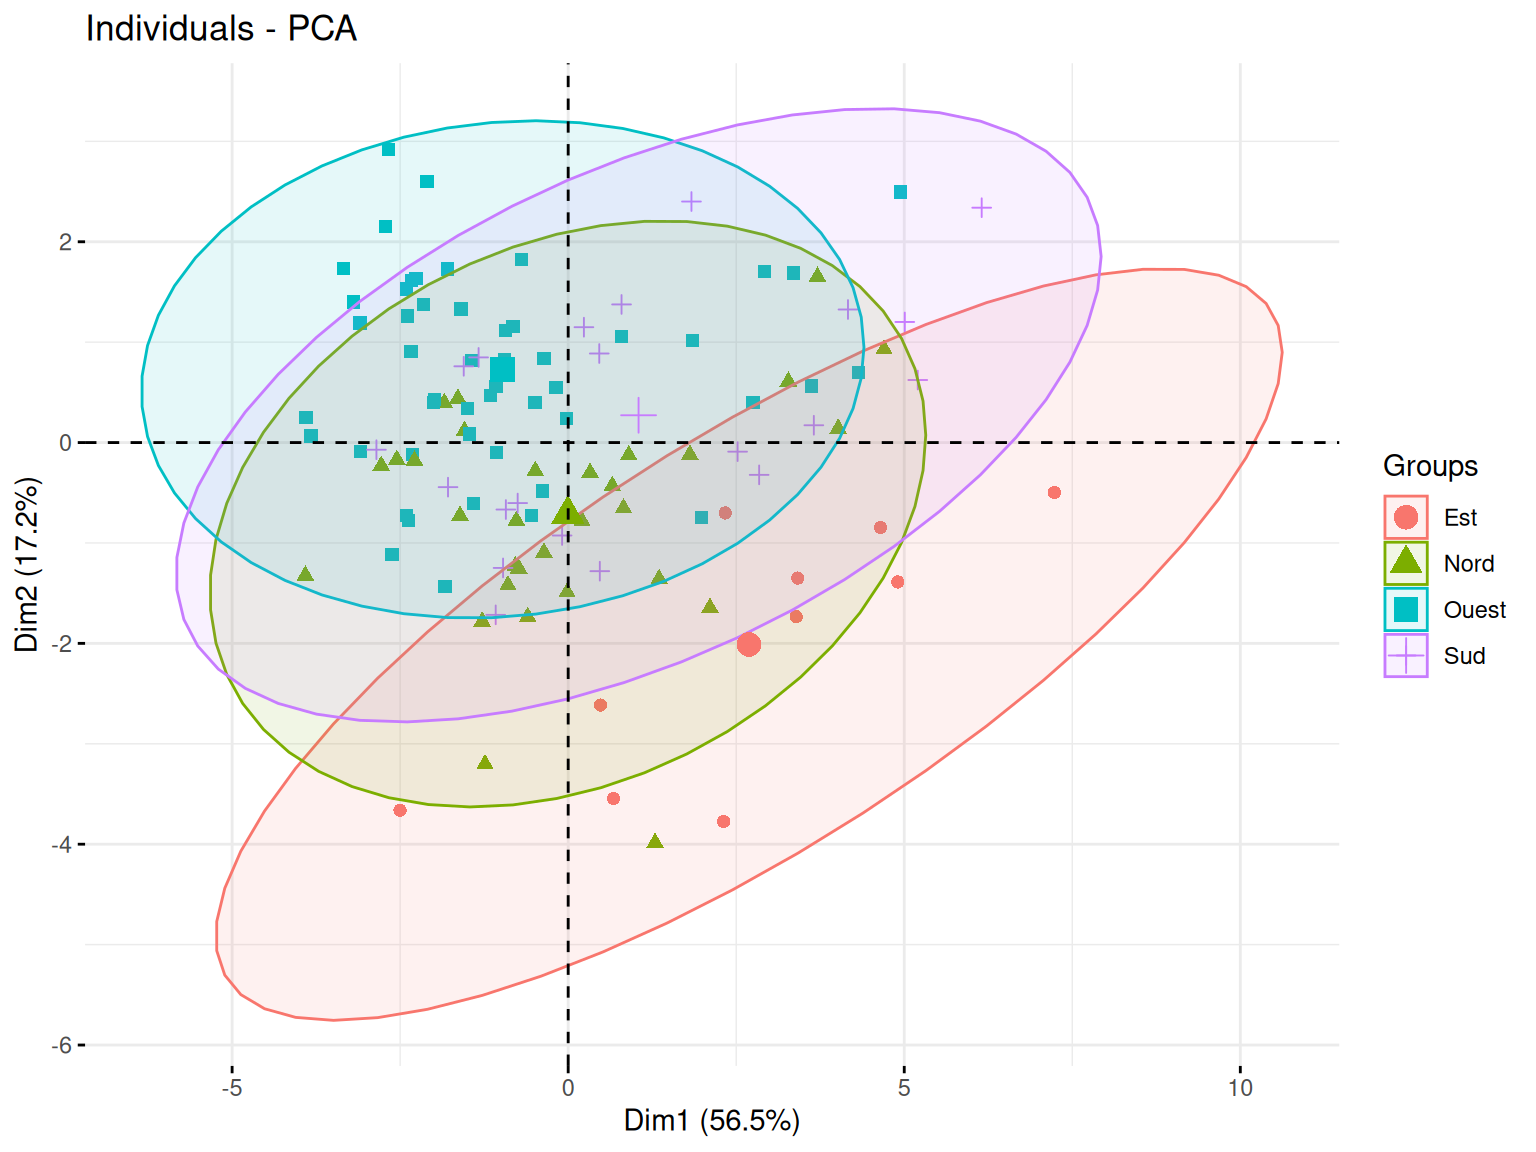 Individuals - PCA
2
0
-2
-4
-6
-5
0
5
10
Dim1 (56.5%)
Dim2 (17.2%)
Groups
Est
Nord
Ouest
Sud